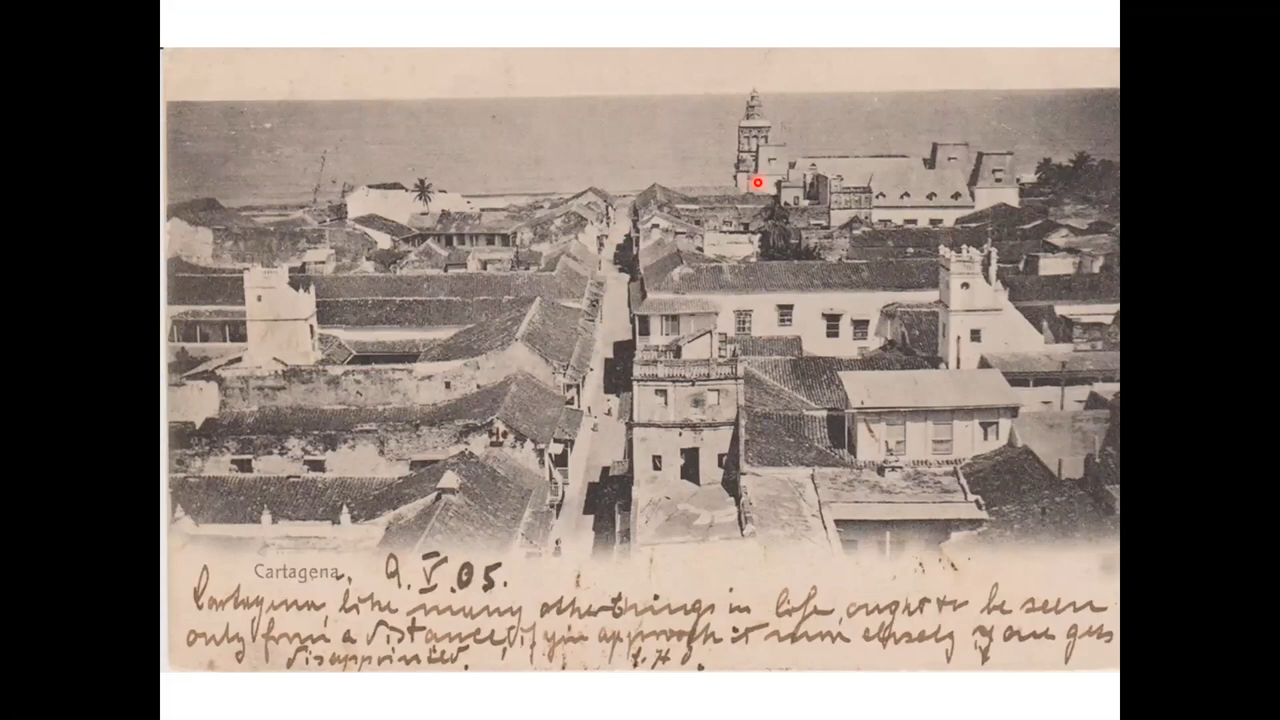 Cartagena. 9.V.05.
Cartagena, like many other things in life ought to be seen
only from a distance, if you approach it more closely you get
disappointed.